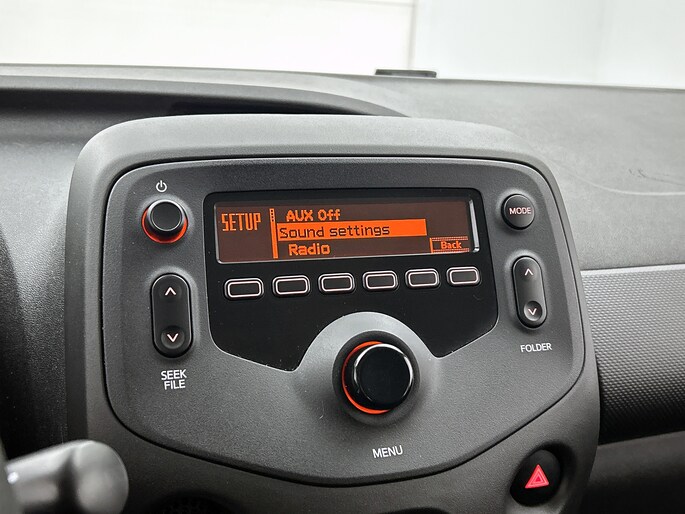 SETUP
AUX Off
Sound settings
Radio
Back
MODE
SEEK
FILE
FOLDER
MENU